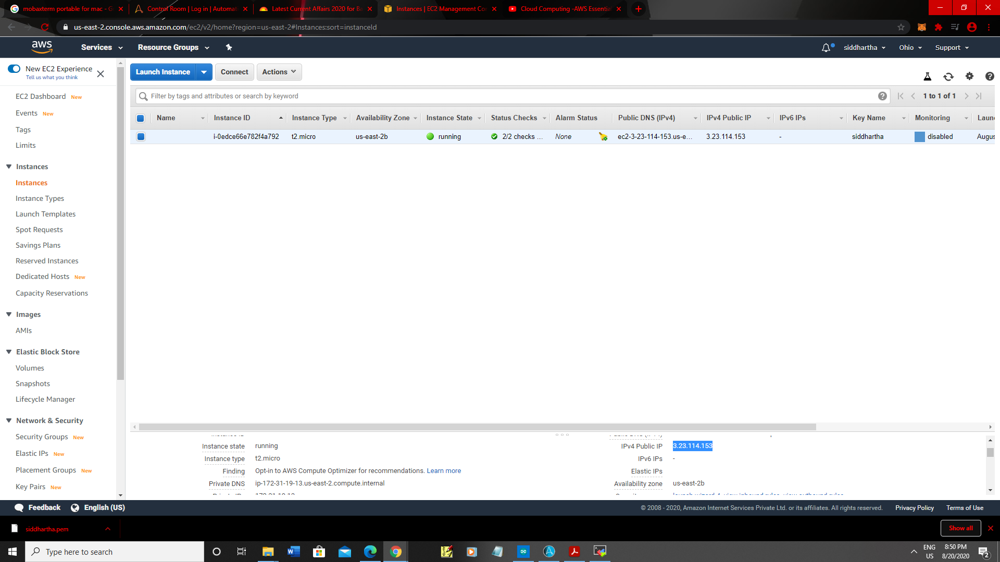 mobaxterm portable for mac - G
Control Room | Log in | Automati
Latest Current Affairs 2020 for Ba
Instances | EC2 Management Con
Cloud Computing -AWS Essentia
us-east-2.console.aws.amazon.com/ec2/v2/home?region=us-east-2#Instances:sort=instanceId
aws
Services
Resource Groups
siddhartha
Ohio
Support
New EC2 Experience
Tell us what you think
EC2 Dashboard New
Events New
Tags
Limits
Instances
Instances
Instance Types
Launch Templates
Spot Requests
Savings Plans
Reserved Instances
Dedicated Hosts New
Capacity Reservations
Images
AMIs
Elastic Block Store
Volumes
Snapshots
Lifecycle Manager
Network & Security
Security Groups New
Elastic IPs New
Placement Groups New
Key Pairs New
Launch Instance
Connect
Actions
Filter by tags and attributes or search by keyword
1 to 1 of 1
Name Instance ID Instance Type Availability Zone Instance State Status Checks Alarm Status Public DNS (IPv4) IPv4 Public IP IPv6 IPs Key Name Monitoring Laun
i-0edce66e782f4a792 t2.micro us-east-2b running 2/2 checks ... None ec2-3-23-114-153.us-e... 3.23.114.153 - siddhartha disabled Augus
Instance state running
Instance type t2.micro
Finding Opt-in to AWS Compute Optimizer for recommendations. Learn more
Private DNS ip-172-31-19-13.us-east-2.compute.internal
IPv4 Public IP 3.23.114.153
IPv6 IPs -
Elastic IPs
Availability zone us-east-2b
Feedback
English (US)
© 2008 - 2020, Amazon Internet Services Private Ltd. or its affiliates. All rights reserved.
Privacy Policy
Terms of Use
siddhartha.pem
Show all
Type here to search
ENG
US
8:50 PM
8/20/2020
2